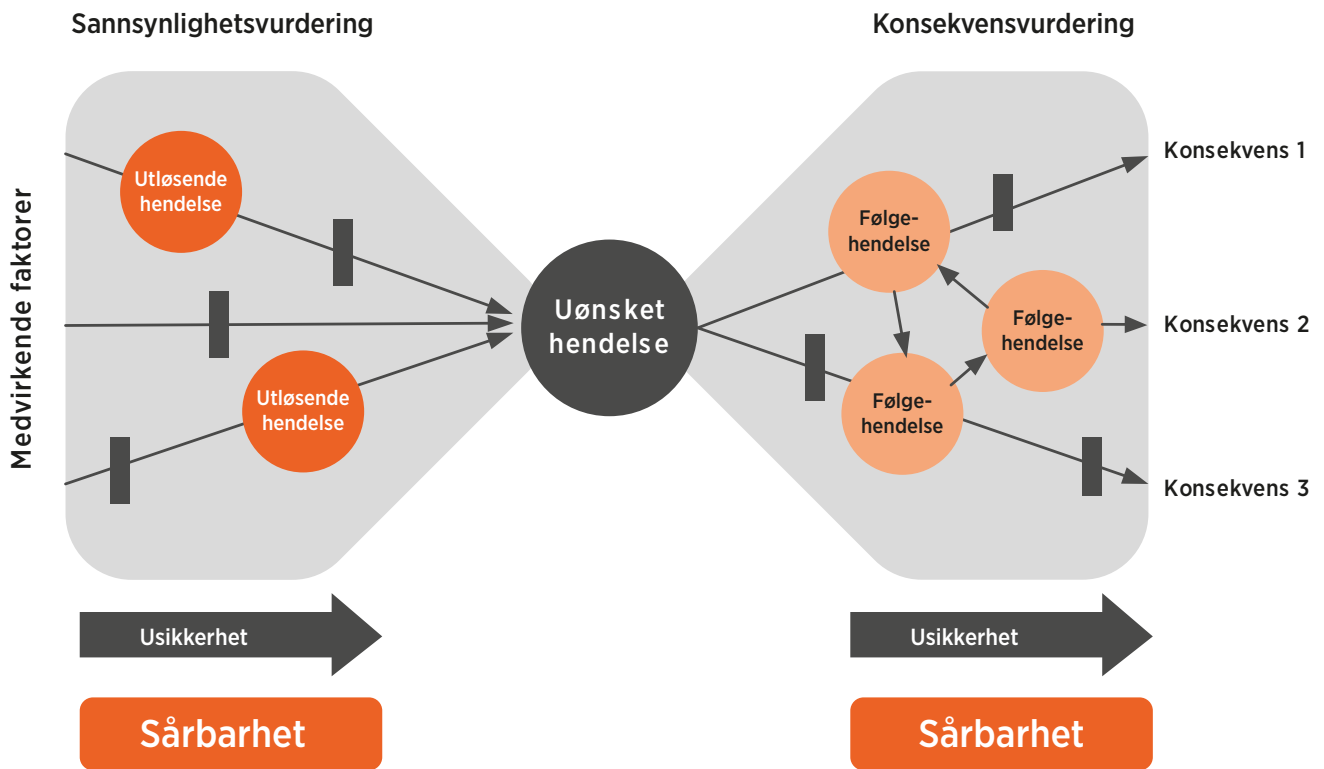 Sannsynlighetsvurdering
Konsekvensvurdering
Medvirkende faktorer
Utløsende
hendelse
Utløsende
hendelse
Uønsket
hendelse
Følge-
hendelse
Følge-
hendelse
Følge-
hendelse
Konsekvens 1
Konsekvens 2
Konsekvens 3
Usikkerhet
Usikkerhet
Sårbarhet
Sårbarhet